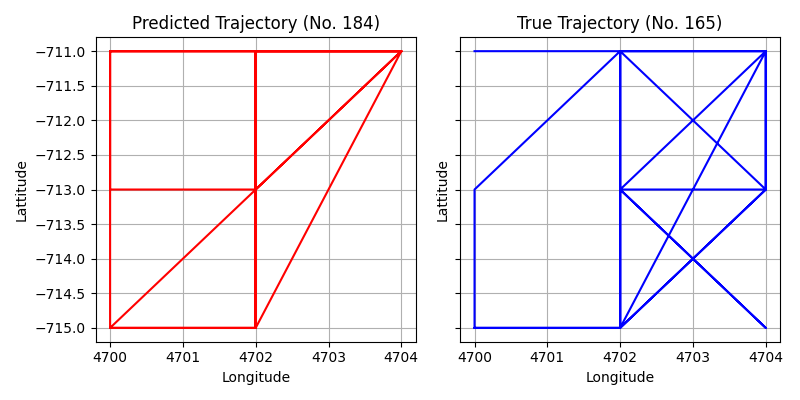 Predicted Trajectory (No. 184)
True Trajectory (No. 165)
Lattitude
−711.0
−711.5
−712.0
−712.5
−713.0
−713.5
−714.0
−714.5
−715.0
4700 4701 4702 4703 4704
Longitude
Lattitude
4700 4701 4702 4703 4704
Longitude